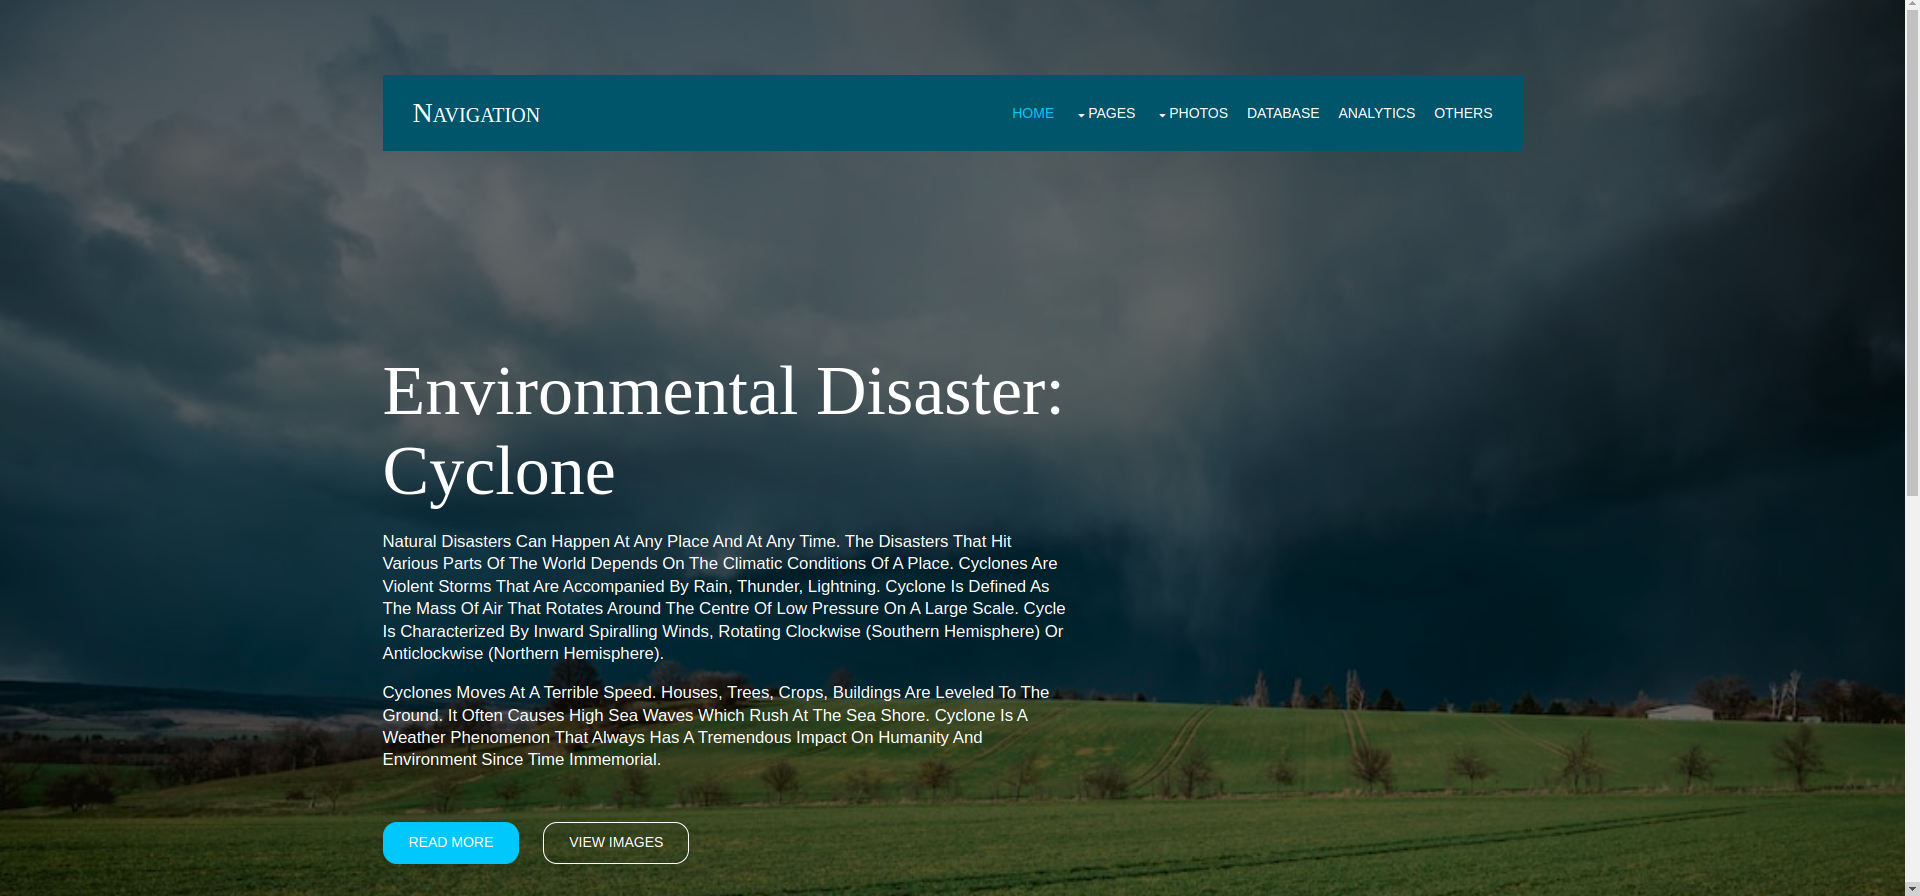 NAVIGATION
HOME PAGES PHOTOS DATABASE ANALYTICS OTHERS
Environmental Disaster:
Cyclone
Natural Disasters Can Happen At Any Place And At Any Time. The Disasters That Hit
Various Parts Of The World Depends On The Climatic Conditions Of A Place. Cyclones Are
Violent Storms That Are Accompanied By Rain, Thunder, Lightning. Cyclone Is Defined As
The Mass Of Air That Rotates Around The Centre Of Low Pressure On A Large Scale. Cycle
Is Characterized By Inward Spiralling Winds, Rotating Clockwise (Southern Hemisphere) Or
Anticlockwise (Northern Hemisphere).
Cyclones Moves At A Terrible Speed. Houses, Trees, Crops, Buildings Are Leveled To The
Ground. It Often Causes High Sea Waves Which Rush At The Sea Shore. Cyclone Is A
Weather Phenomenon That Always Has A Tremendous Impact On Humanity And
Environment Since Time Immemorial.
READ MORE VIEW IMAGES